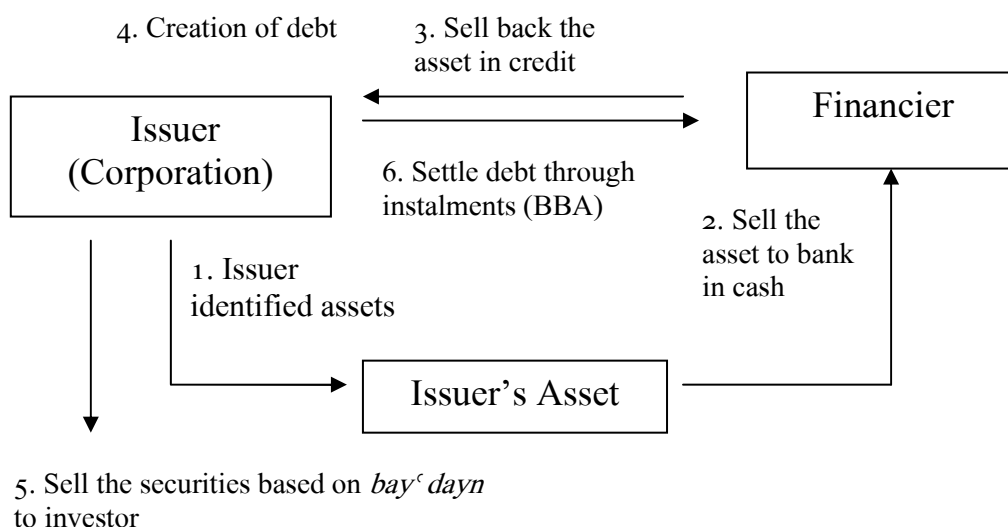 4. Creation of debt
3. Sell back the
asset in credit
Issuer
(Corporation)
Financier
6. Settle debt through
instalments (BBA)
2. Sell the
asset to bank
in cash
1. Issuer
identified assets
Issuer’s Asset
5. Sell the securities based on bayʿ dayn
to investor